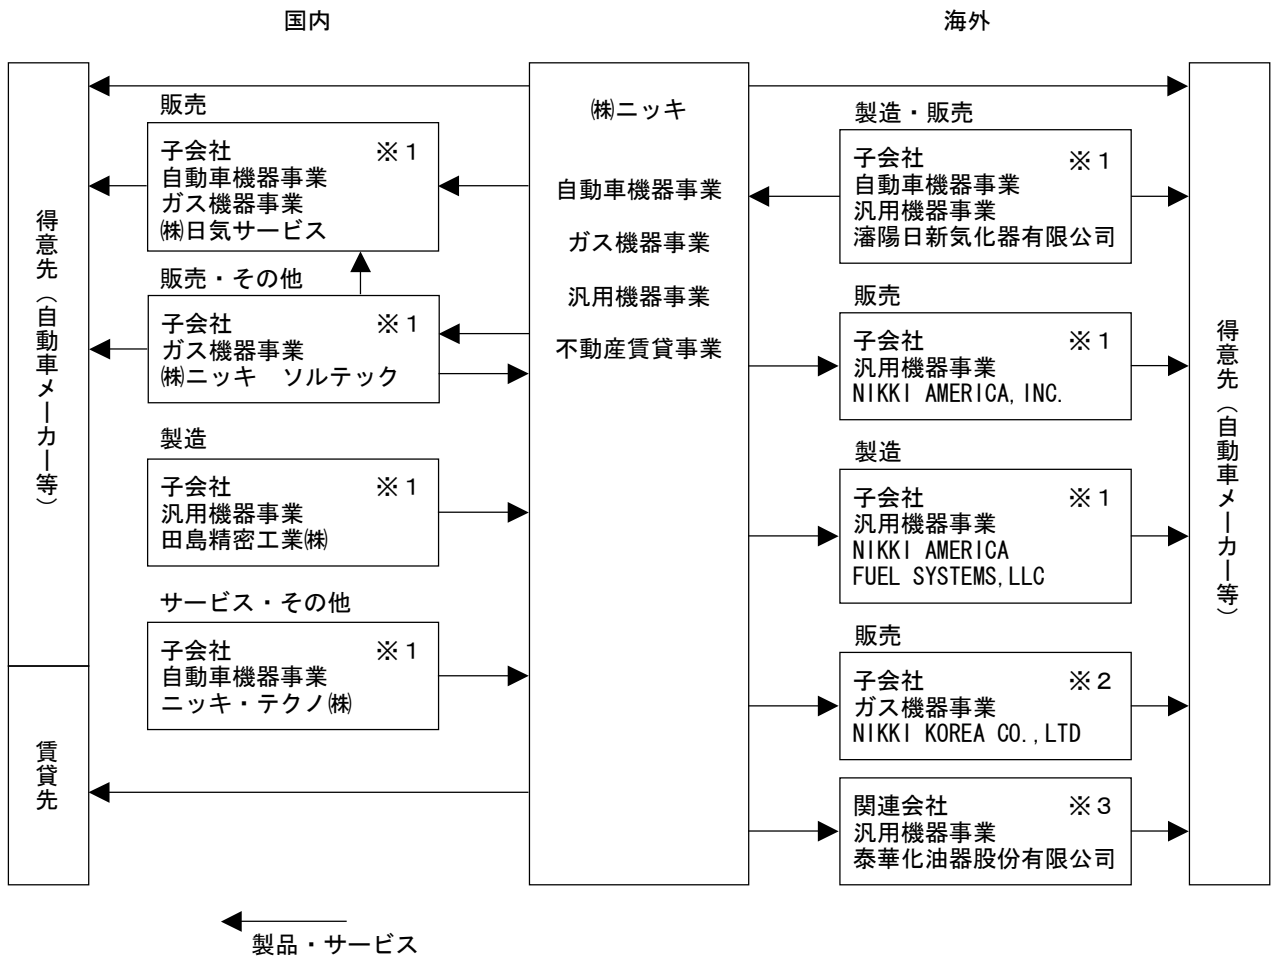 国内
海外
得意先（自動車メーカー等）
賃貸先
販売
子会社 ※１
自動車機器事業
ガス機器事業
㈱日気サービス
販売・その他
子会社 ※１
ガス機器事業
㈱ニッキ　ソルテック
製造
子会社 ※１
汎用機器事業
田島精密工業㈱
サービス・その他
子会社 ※１
自動車機器事業
ニッキ・テクノ㈱
㈱ニッキ
自動車機器事業
ガス機器事業
汎用機器事業
不動産賃貸事業
製造・販売
子会社 ※１
自動車機器事業
汎用機器事業
瀋陽日新気化器有限公司
販売
子会社 ※１
汎用機器事業
NIKKI AMERICA,INC.
製造
子会社 ※１
汎用機器事業
NIKKI AMERICA
FUEL SYSTEMS,LLC
販売
子会社 ※２
ガス機器事業
NIKKI KOREA CO.,LTD
関連会社 ※３
汎用機器事業
泰華化油器股份有限公司
得意先（自動車メーカー等）
製品・サービス